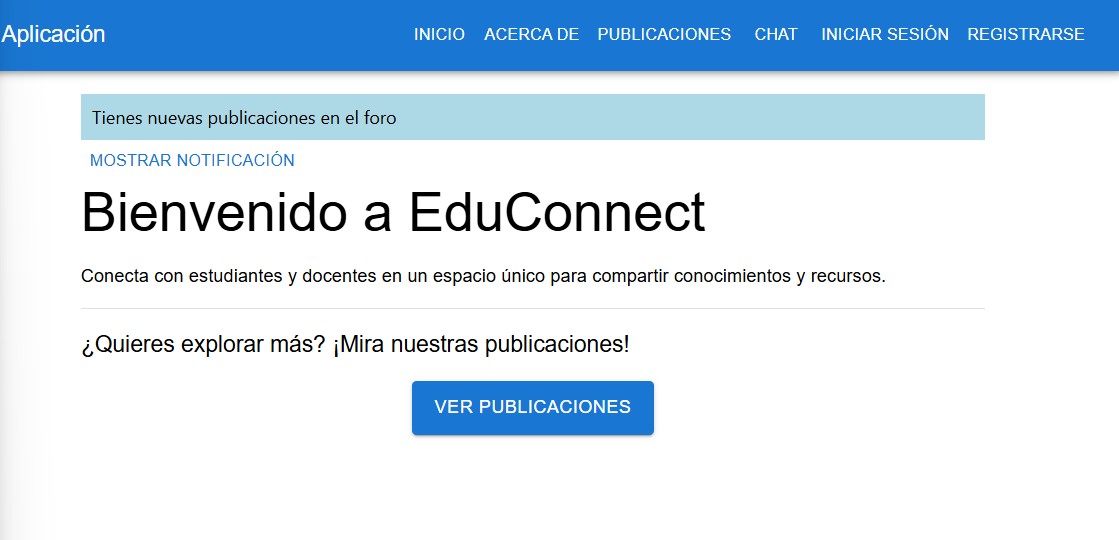 Aplicación
INICIO ACERCA DE PUBLICACIONES CHAT INICIAR SESIÓN REGISTRARSE
Tienes nuevas publicaciones en el foro
MOSTRAR NOTIFICACIÓN
Bienvenido a EduConnect
Conecta con estudiantes y docentes en un espacio único para compartir conocimientos y recursos.
¿Quieres explorar más? ¡Mira nuestras publicaciones!
VER PUBLICACIONES